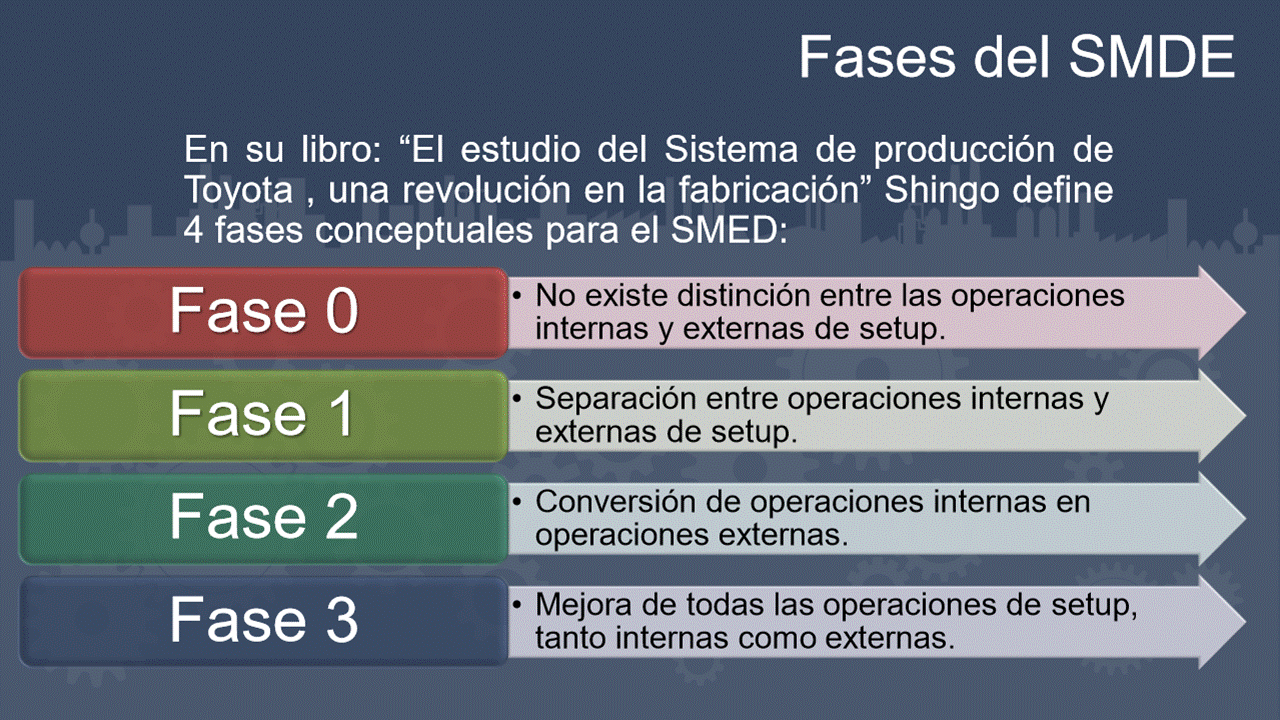 Fases del SMDE
En su libro: “El estudio del Sistema de producción de
Toyota , una revolución en la fabricación” Shingo define
4 fases conceptuales para el SMED:
Fase 0
• No existe distinción entre las operaciones
internas y externas de setup.
Fase 1
• Separación entre operaciones internas y
externas de setup.
Fase 2
• Conversión de operaciones internas en
operaciones externas.
Fase 3
• Mejora de todas las operaciones de setup,
tanto internas como externas.